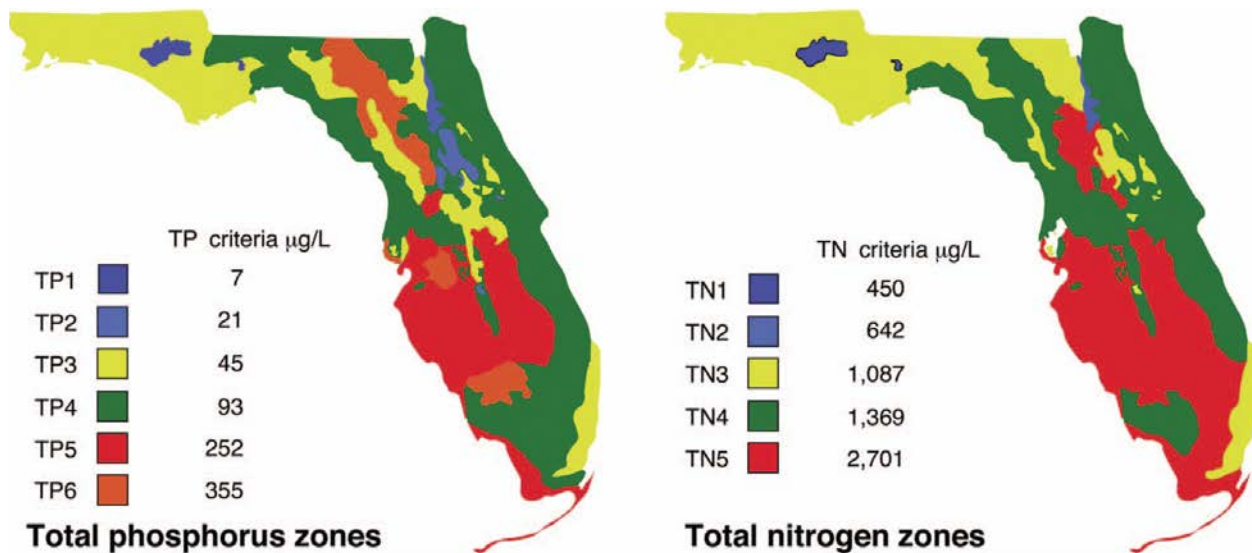 TP criteria µg/L
TP1 7
TP2 21
TP3 45
TP4 93
TP5 252
TP6 355
Total phosphorus zones
TN criteria µg/L
TN1 450
TN2 642
TN3 1,087
TN4 1,369
TN5 2,701
Total nitrogen zones